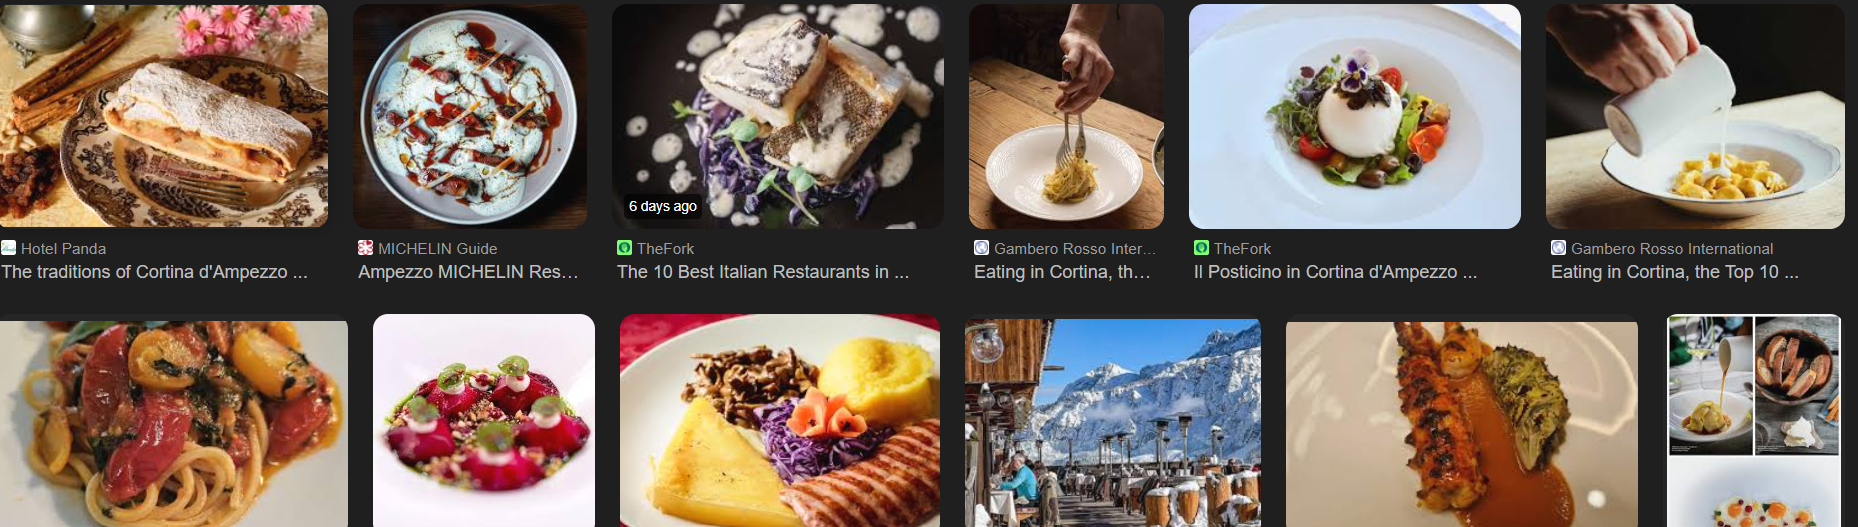 6 days ago
Hotel Panda
The traditions of Cortina d'Ampezzo ...
MICHELIN Guide
Ampezzo MICHELIN Res...
TheFork
The 10 Best Italian Restaurants in ...
Gambero Rosso Inter...
Eating in Cortina, th...
TheFork
Il Posticino in Cortina d'Ampezzo ...
Gambero Rosso International
Eating in Cortina, the Top 10 ...